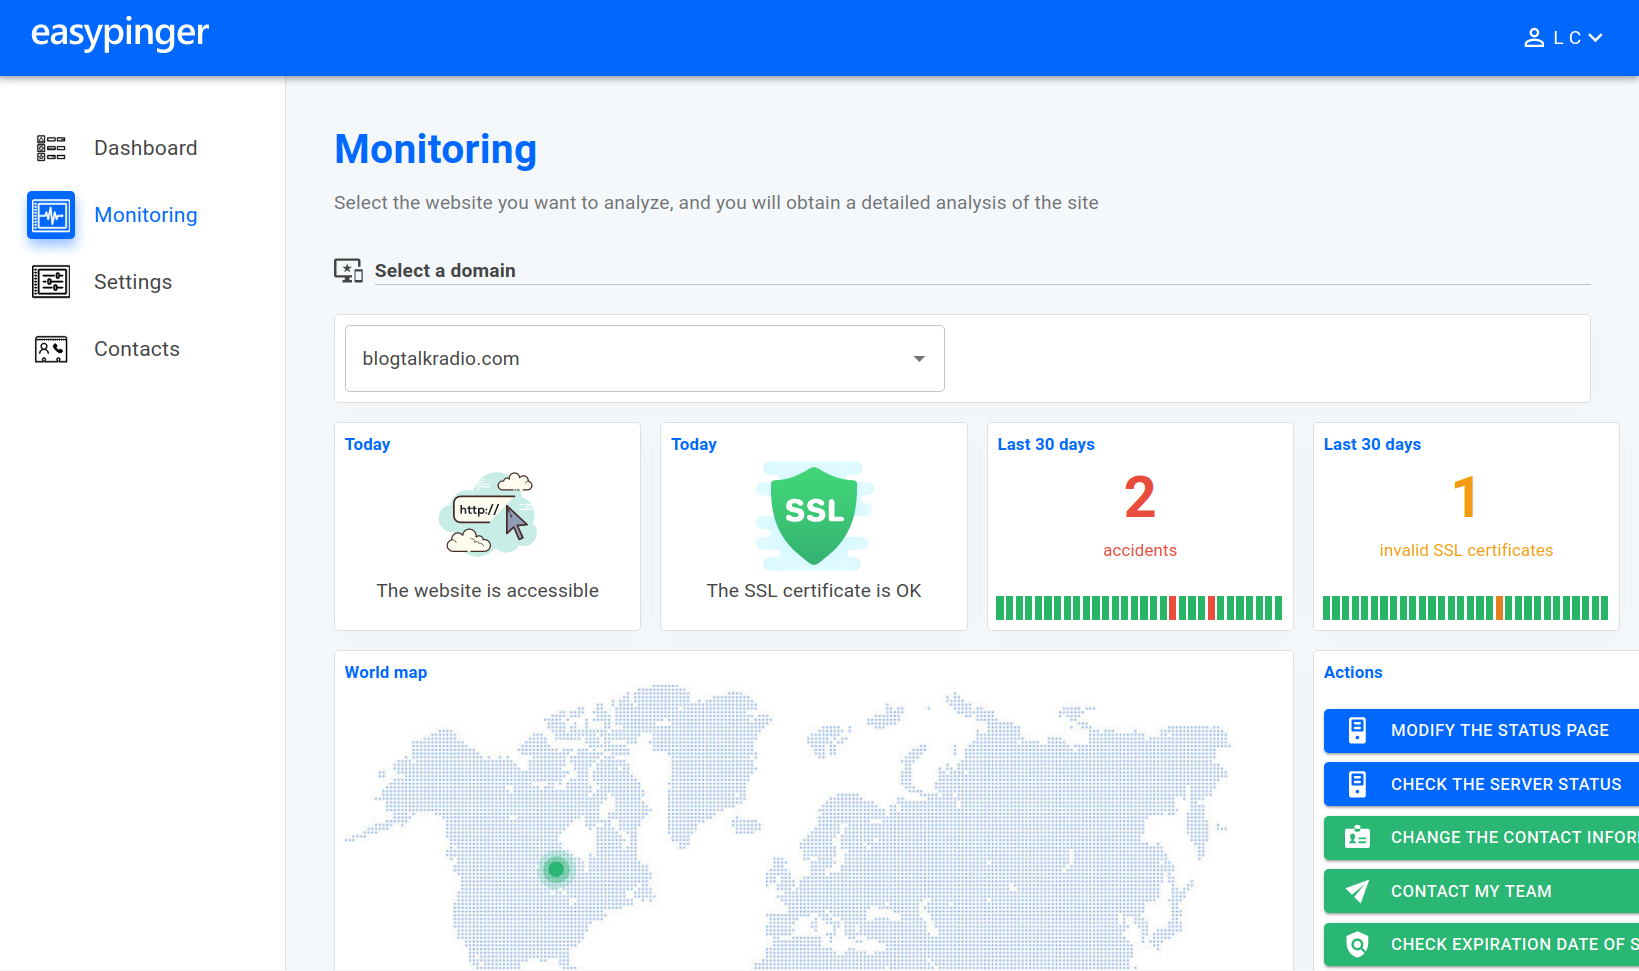 easypinger
L C
Dashboard
Monitoring
Settings
Contacts
Monitoring
Select the website you want to analyze, and you will obtain a detailed analysis of the site
Select a domain
blogtalkradio.com
Today
http://
The website is accessible
Today
SSL
The SSL certificate is OK
Last 30 days
2
accidents
Last 30 days
1
invalid SSL certificates
World map
Actions
MODIFY THE STATUS PAGE
CHECK THE SERVER STATUS
CHANGE THE CONTACT INFOR
CONTACT MY TEAM
CHECK EXPIRATION DATE OF S